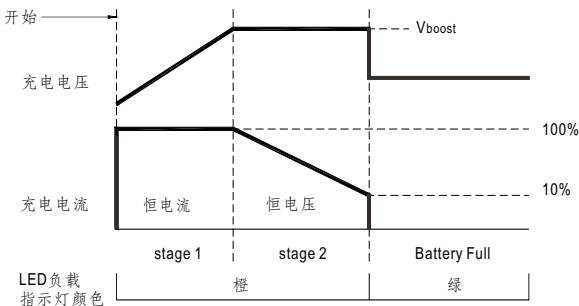 开始
Vboost
充电电压
100%
10%
充电电流
恒电流
恒电压
stage 1
stage 2
Battery Full
LED负载
指示灯颜色
橙
绿